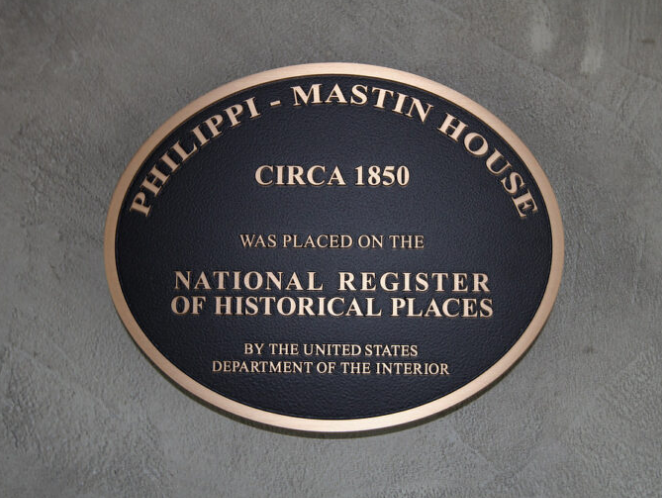 PHILIPPI - MASTIN HOUSE
CIRCA 1850
WAS PLACED ON THE
NATIONAL REGISTER
OF HISTORICAL PLACES
BY THE UNITED STATES
DEPARTMENT OF THE INTERIOR